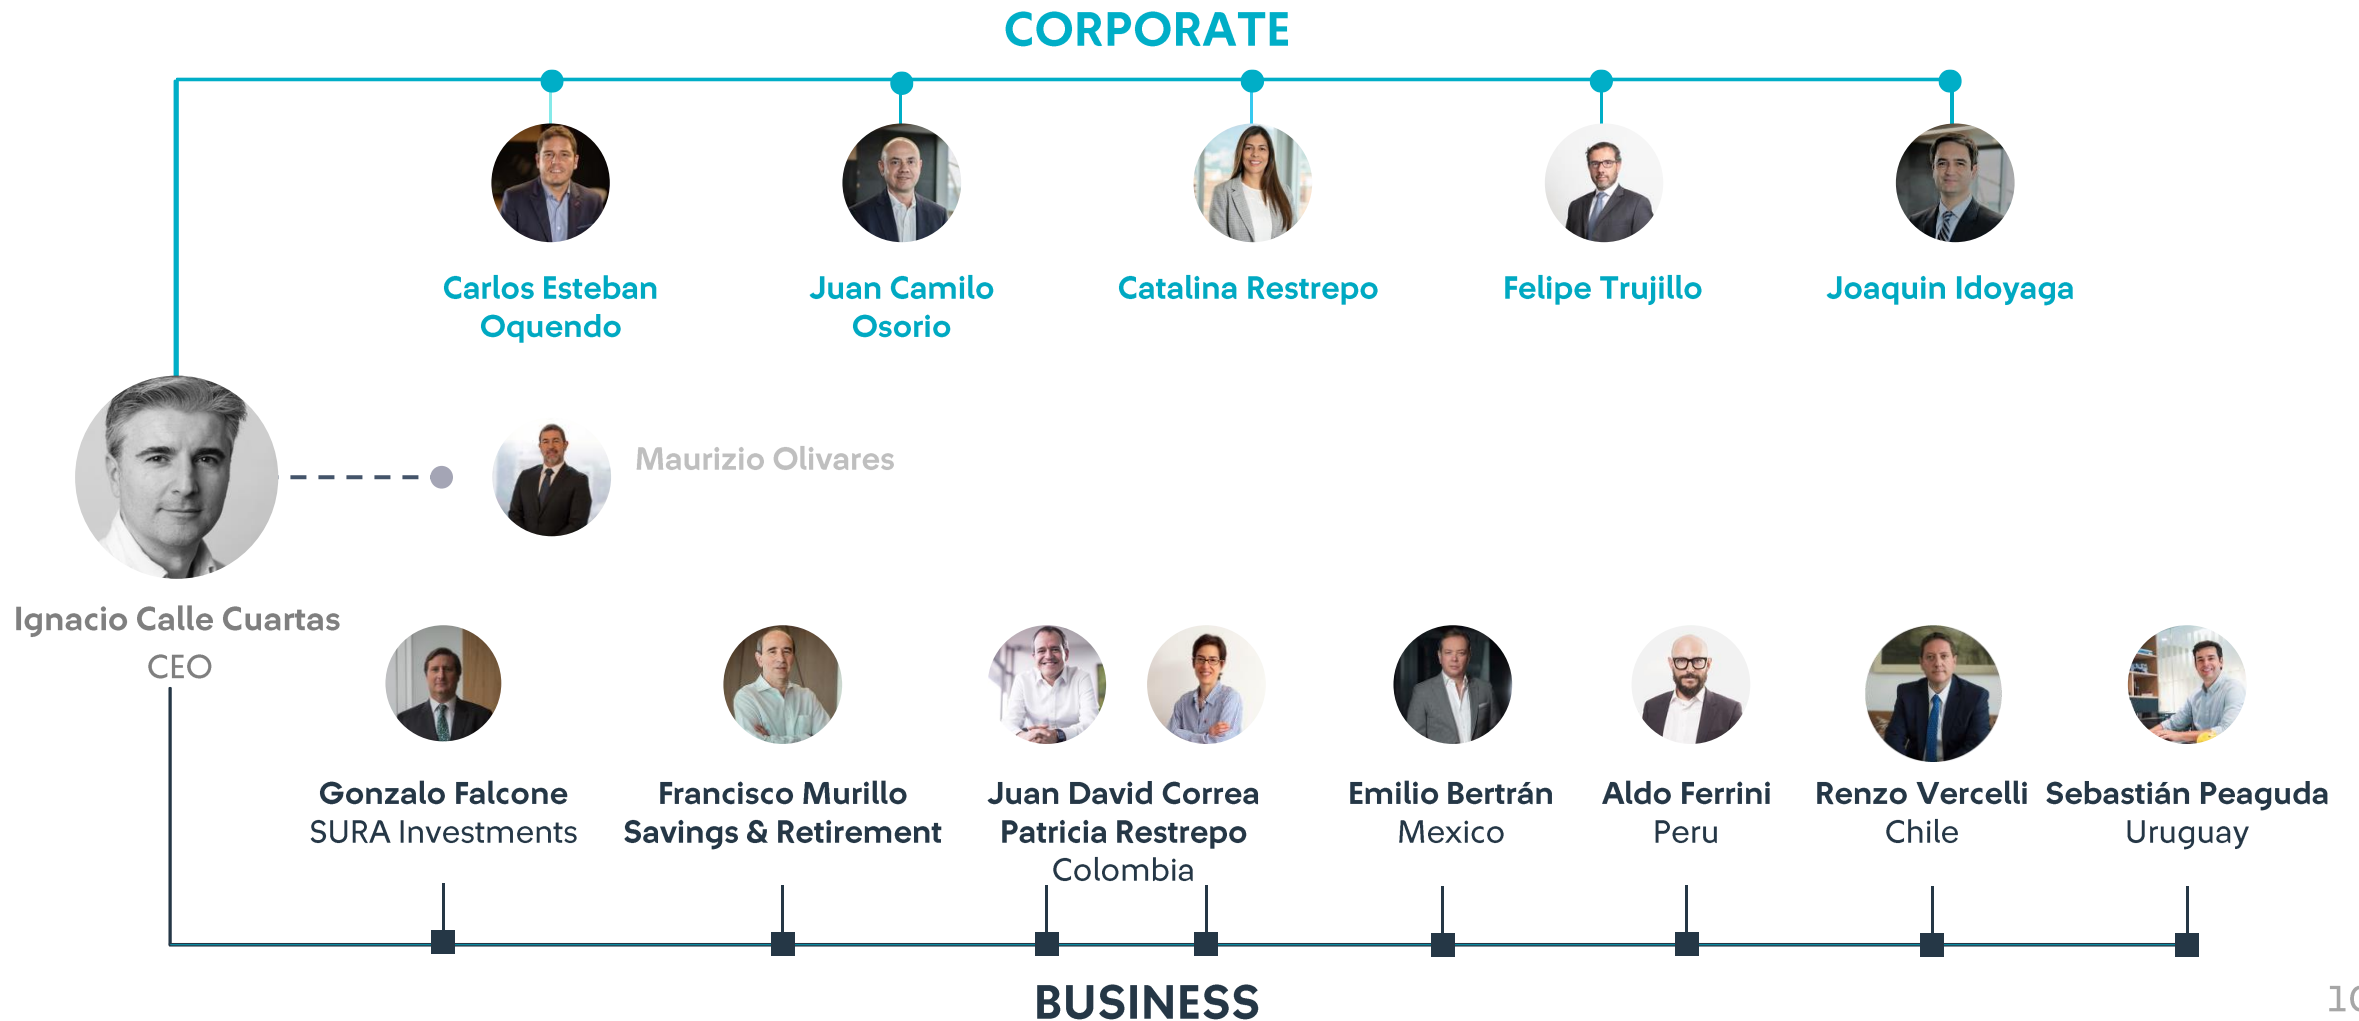 CORPORATE
Carlos Esteban
Oquendo
Juan Camilo
Osorio
Catalina Restrepo
Felipe Trujillo
Joaquin Idoyaga
Maurizio Olivares
Ignacio Calle Cuartas
CEO
Gonzalo Falcone
SURA Investments
Francisco Murillo
Savings & Retirement
Juan David Correa
Patricia Restrepo
Colombia
Emilio Bertrán
Mexico
Aldo Ferrini
Peru
Renzo Vercelli
Chile
Sebastián Peaguda
Uruguay
BUSINESS